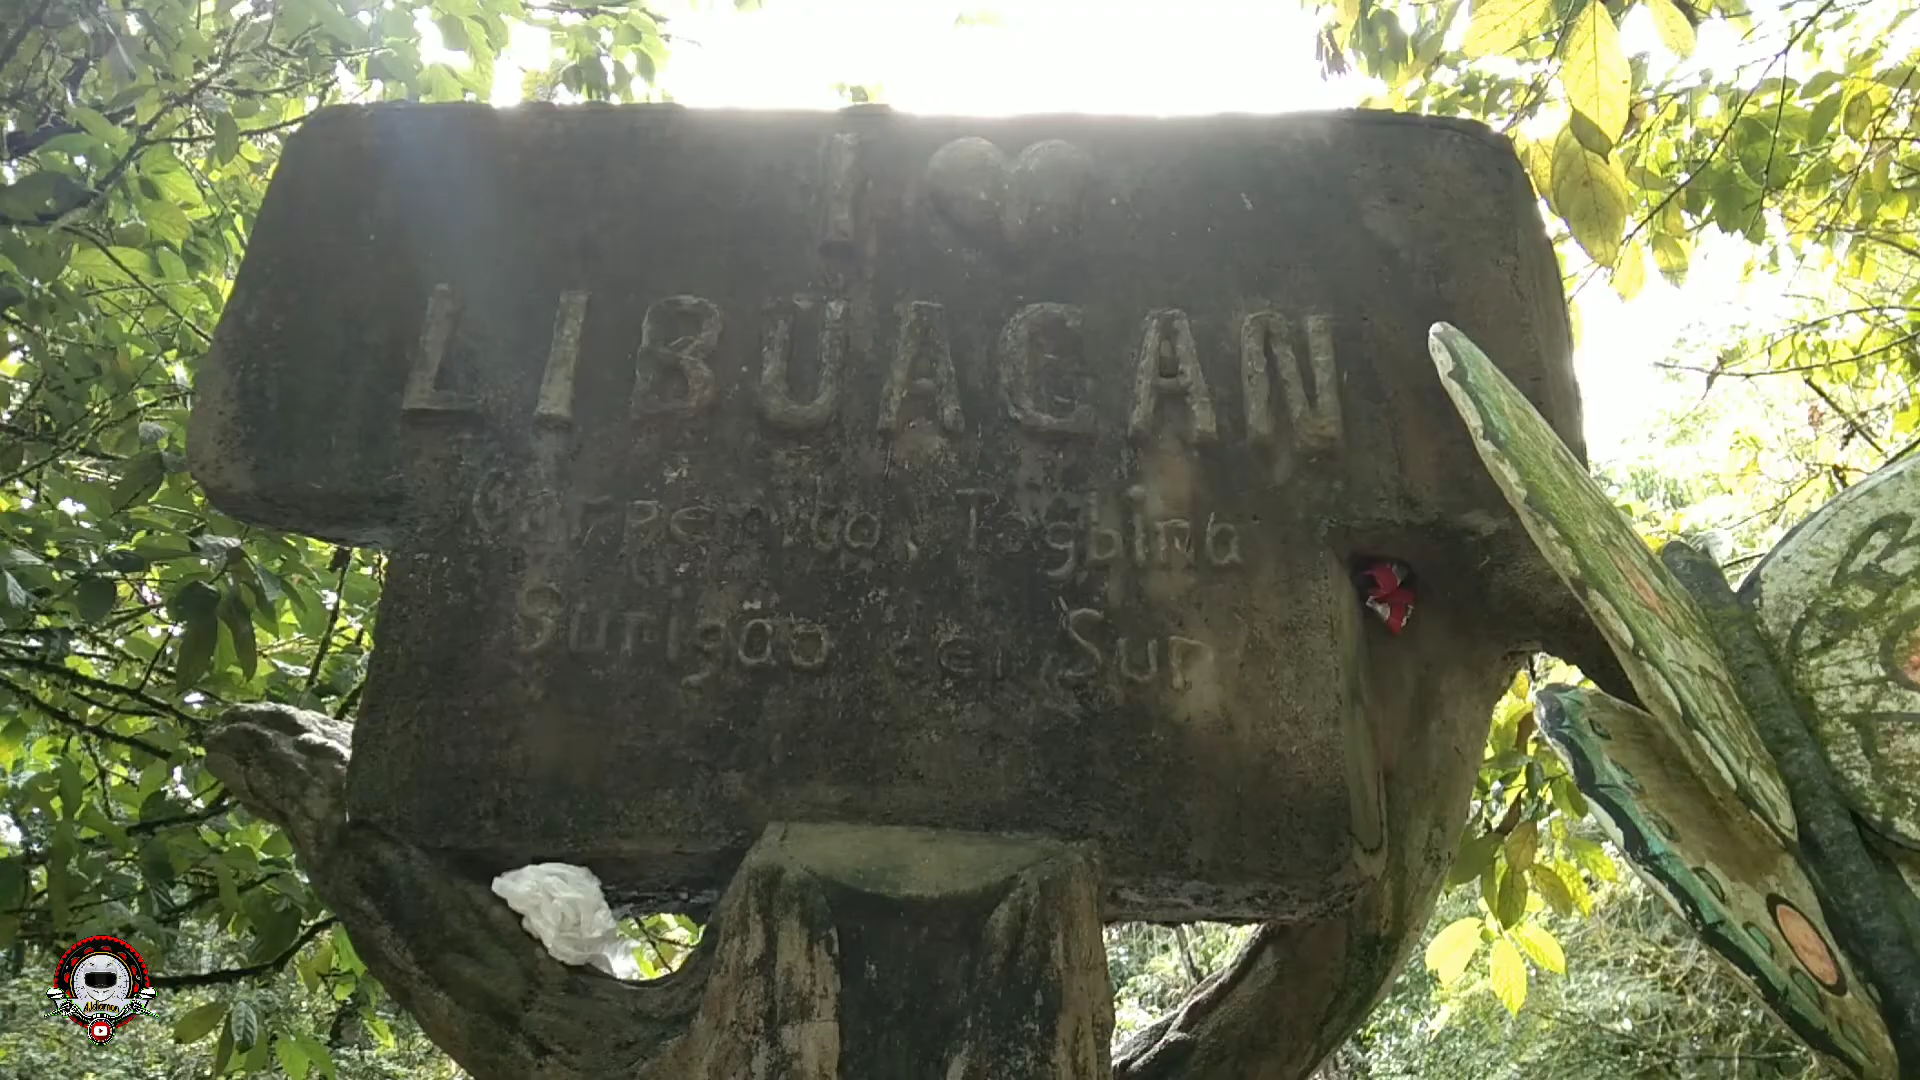 I ❤
LIBUACAN
Carpenito, Tagbina
Surigao del Sur